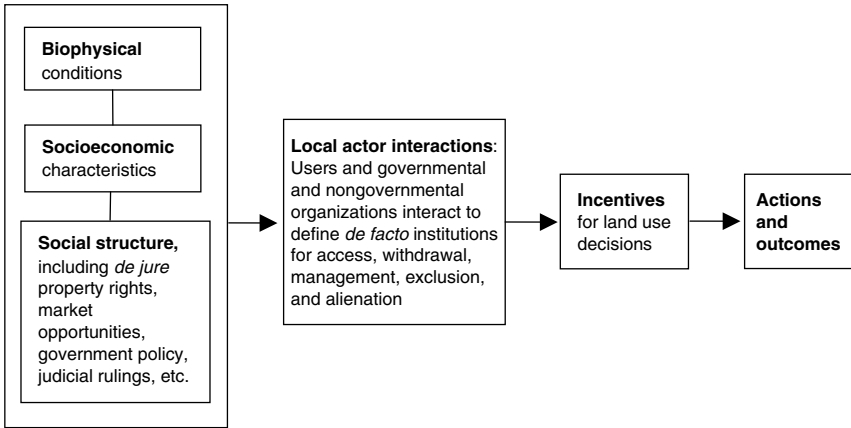 Biophysical
conditions
Socioeconomic
characteristics
Social structure,
including de jure
property rights,
market
opportunities,
government policy,
judicial rulings, etc.
Local actor interactions:
Users and governmental
and nongovernmental
organizations interact to
define de facto institutions
for access, withdrawal,
management, exclusion,
and alienation
Incentives
for land use
decisions
Actions
and
outcomes